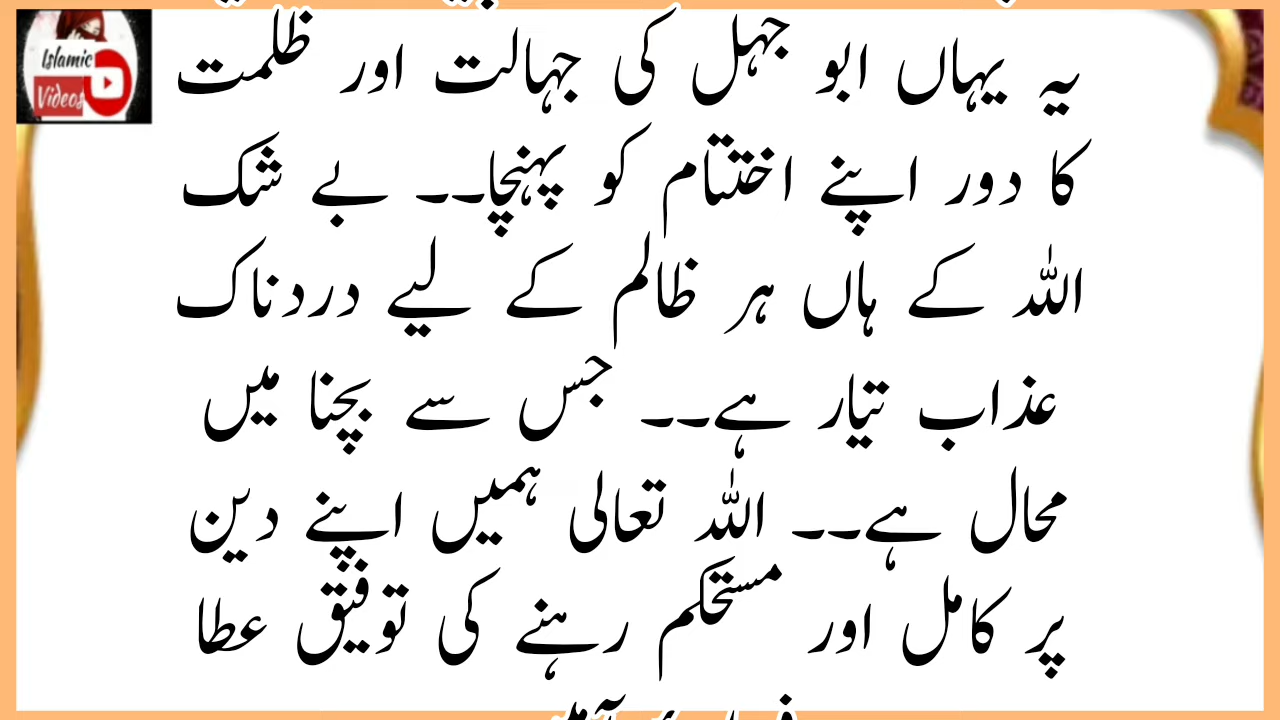 Islamic
Videos
یہ یہاں ابو جہل کی جہالت اور ظلمت
کا دور اپنے اختتام کو پہنچا۔۔ بے شک
اللہ کے ہاں ہر ظالم کے لیے دردناک
عذاب تیار ہے۔۔ جس سے بچنا میں
محال ہے۔۔ اللہ تعالی ہمیں اپنے دین
پر کامل اور مستحکم رہنے کی توفیق عطا